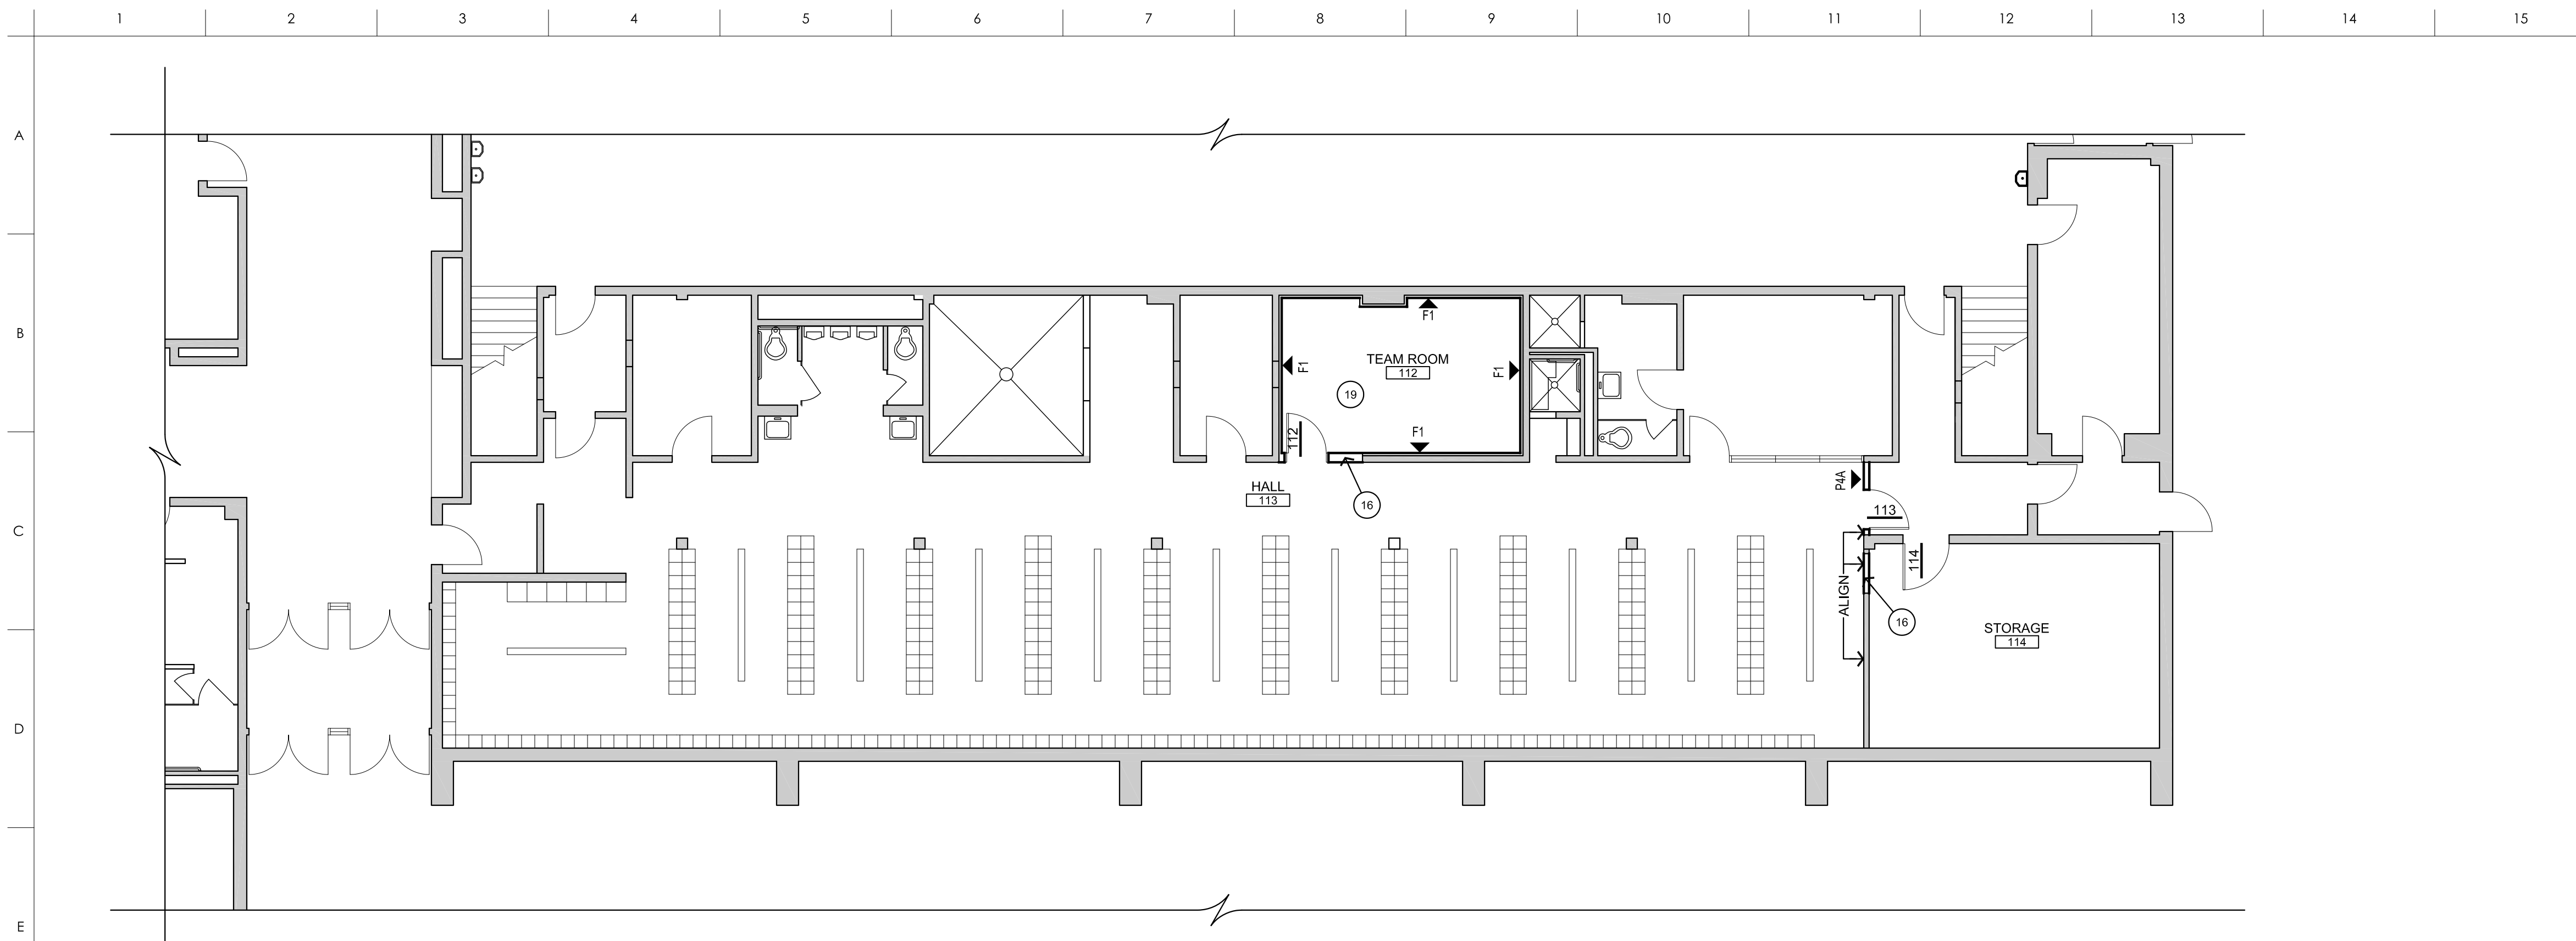 1 2 3 4 5 6 7 8 9 10 11 12 13 14 15
A
B
C
D
E
F1
TEAM ROOM
112
F1
F1
19
F1
112
HALL
113
16
P4A
113
114
ALIGN
16
STORAGE
114